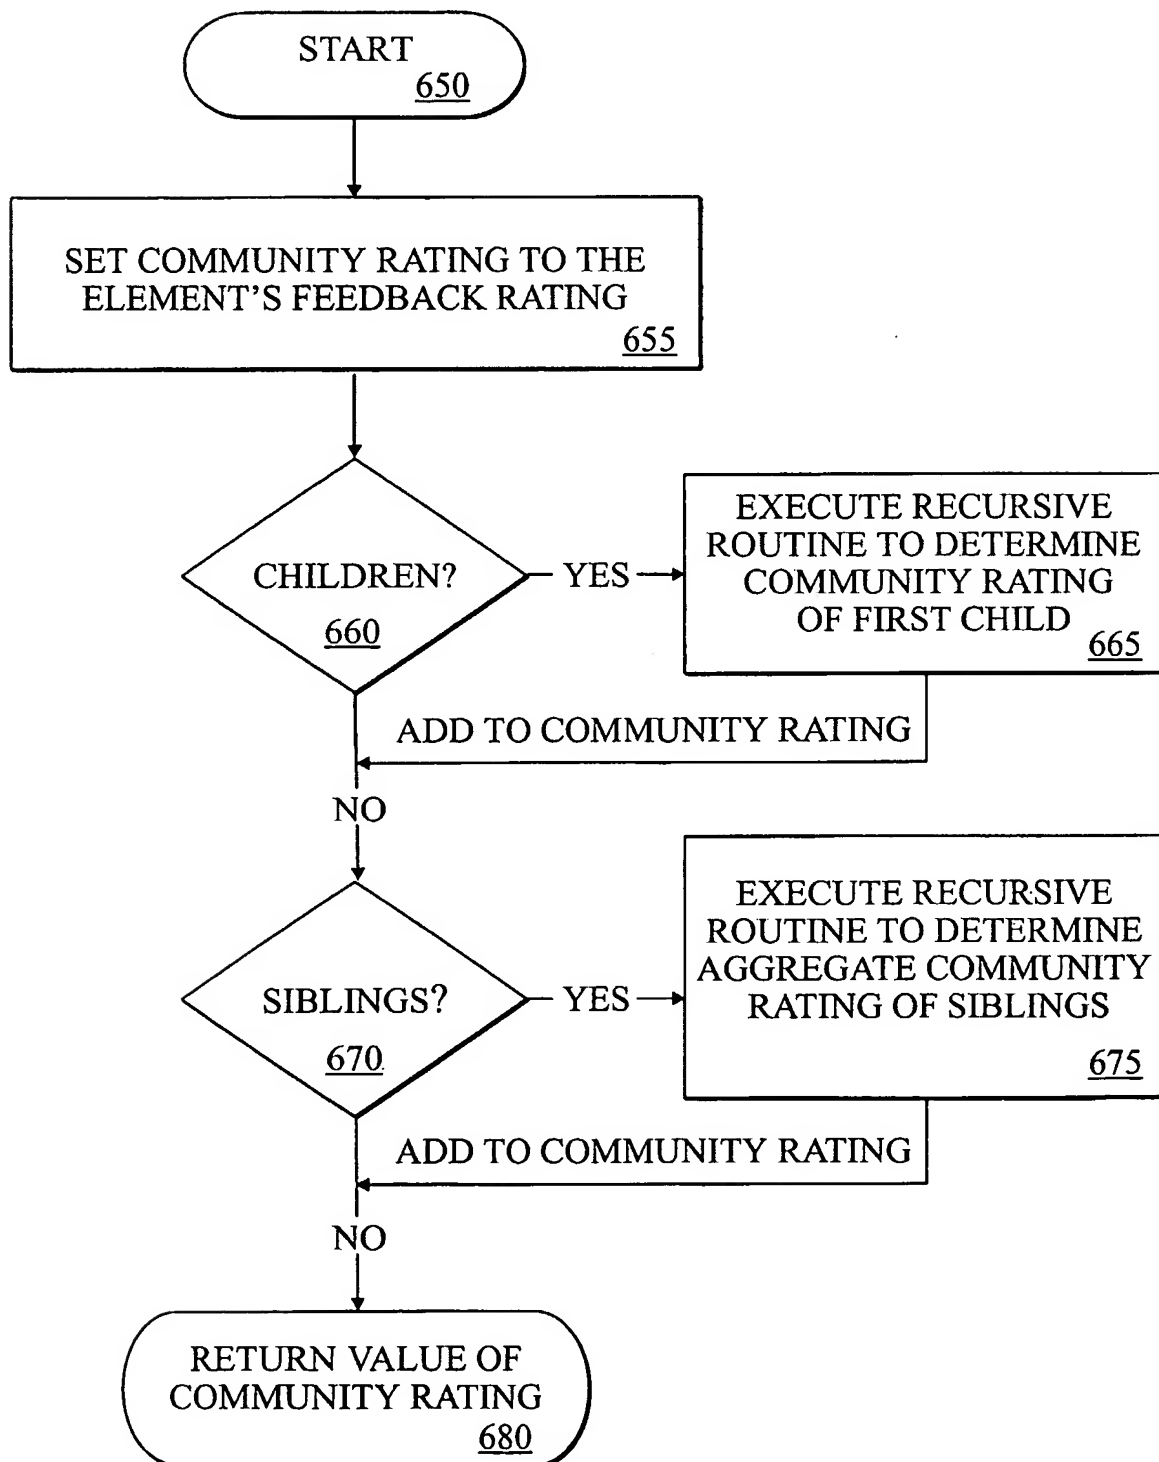 START
650
SET COMMUNITY RATING TO THE
ELEMENT'S FEEDBACK RATING
655
CHILDREN?
660
YES
EXECUTE RECURSIVE
ROUTINE TO DETERMINE
COMMUNITY RATING
OF FIRST CHILD
665
ADD TO COMMUNITY RATING
NO
SIBLINGS?
670
YES
EXECUTE RECURSIVE
ROUTINE TO DETERMINE
AGGREGATE COMMUNITY
RATING OF SIBLINGS
675
ADD TO COMMUNITY RATING
NO
RETURN VALUE OF
COMMUNITY RATING
680